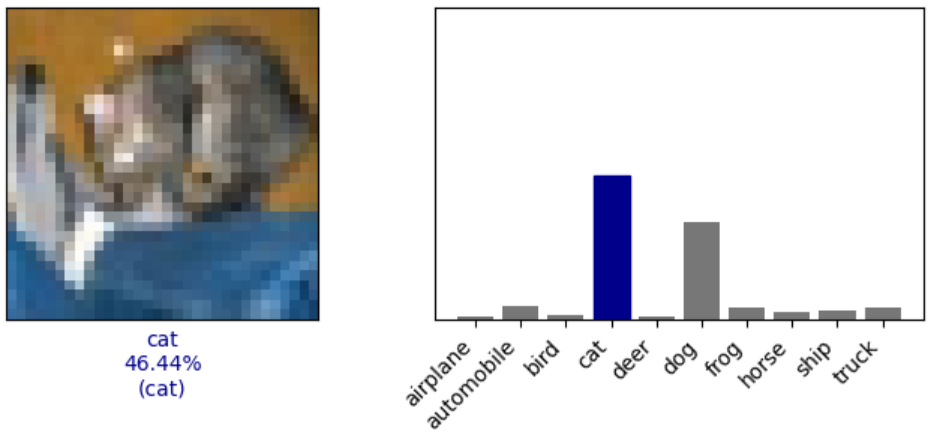 cat
46.44%
(cat)
airplane
automobile
bird
cat
deer
dog
frog
horse
ship
truck